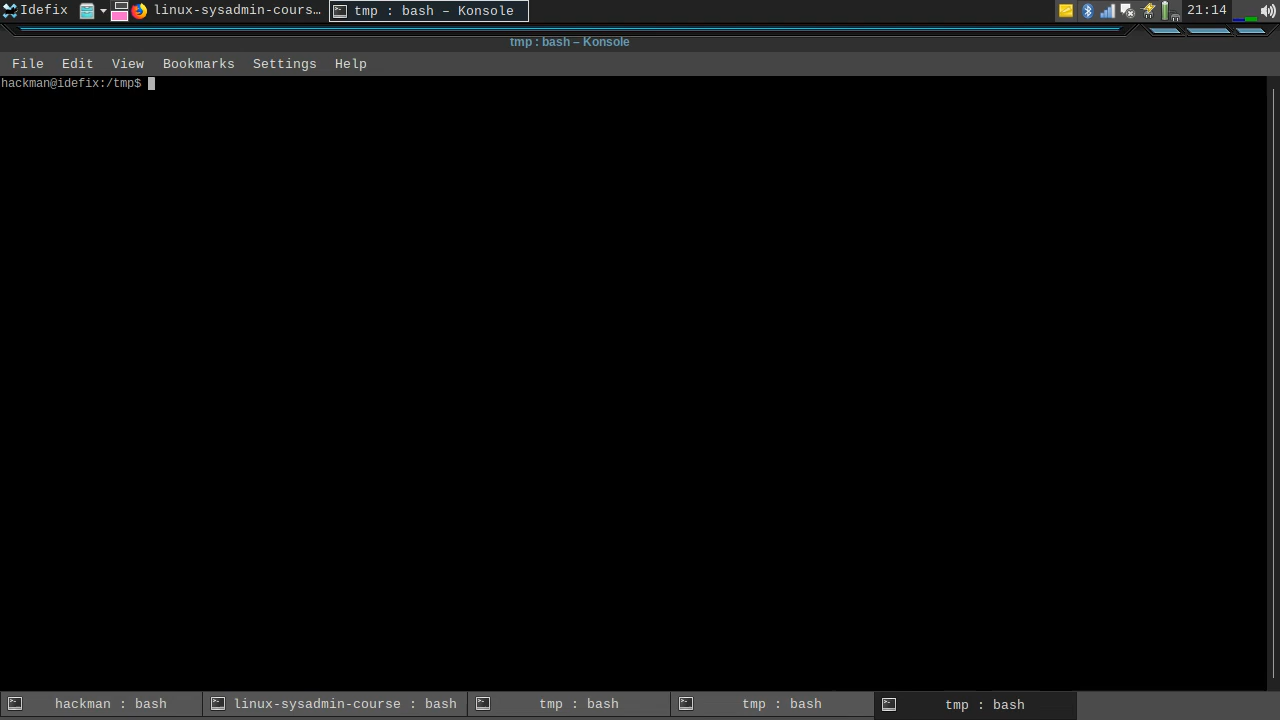 Idefix linux-sysadmin-cours… tmp : bash – Konsole 21:14
tmp : bash – Konsole
File Edit View Bookmarks Settings Help
hackman@idefix:/tmp$
hackman : bash linux-sysadmin-course : bash tmp : bash tmp : bash tmp : bash